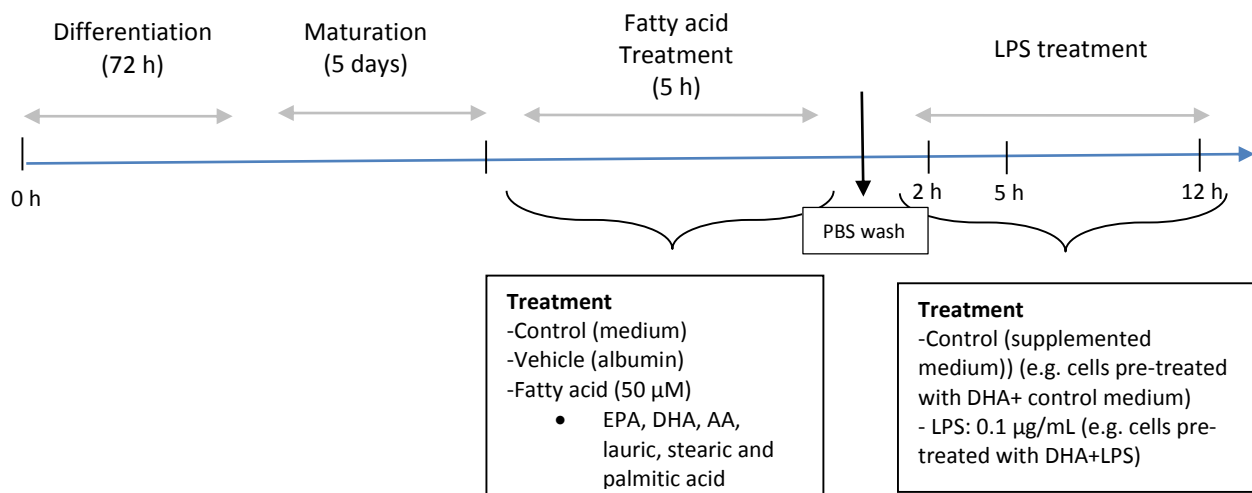 Differentiation
(72 h)
Maturation
(5 days)
Fatty acid
Treatment
(5 h)
LPS treatment
0 h
2 h
5 h
12 h
PBS wash
Treatment
-Control (medium)
-Vehicle (albumin)
-Fatty acid (50 µM)
• EPA, DHA, AA,
lauric, stearic and
palmitic acid
Treatment
-Control (supplemented
medium)) (e.g. cells pre-treated
with DHA+ control medium)
- LPS: 0.1 µg/mL (e.g. cells pre-
treated with DHA+LPS)